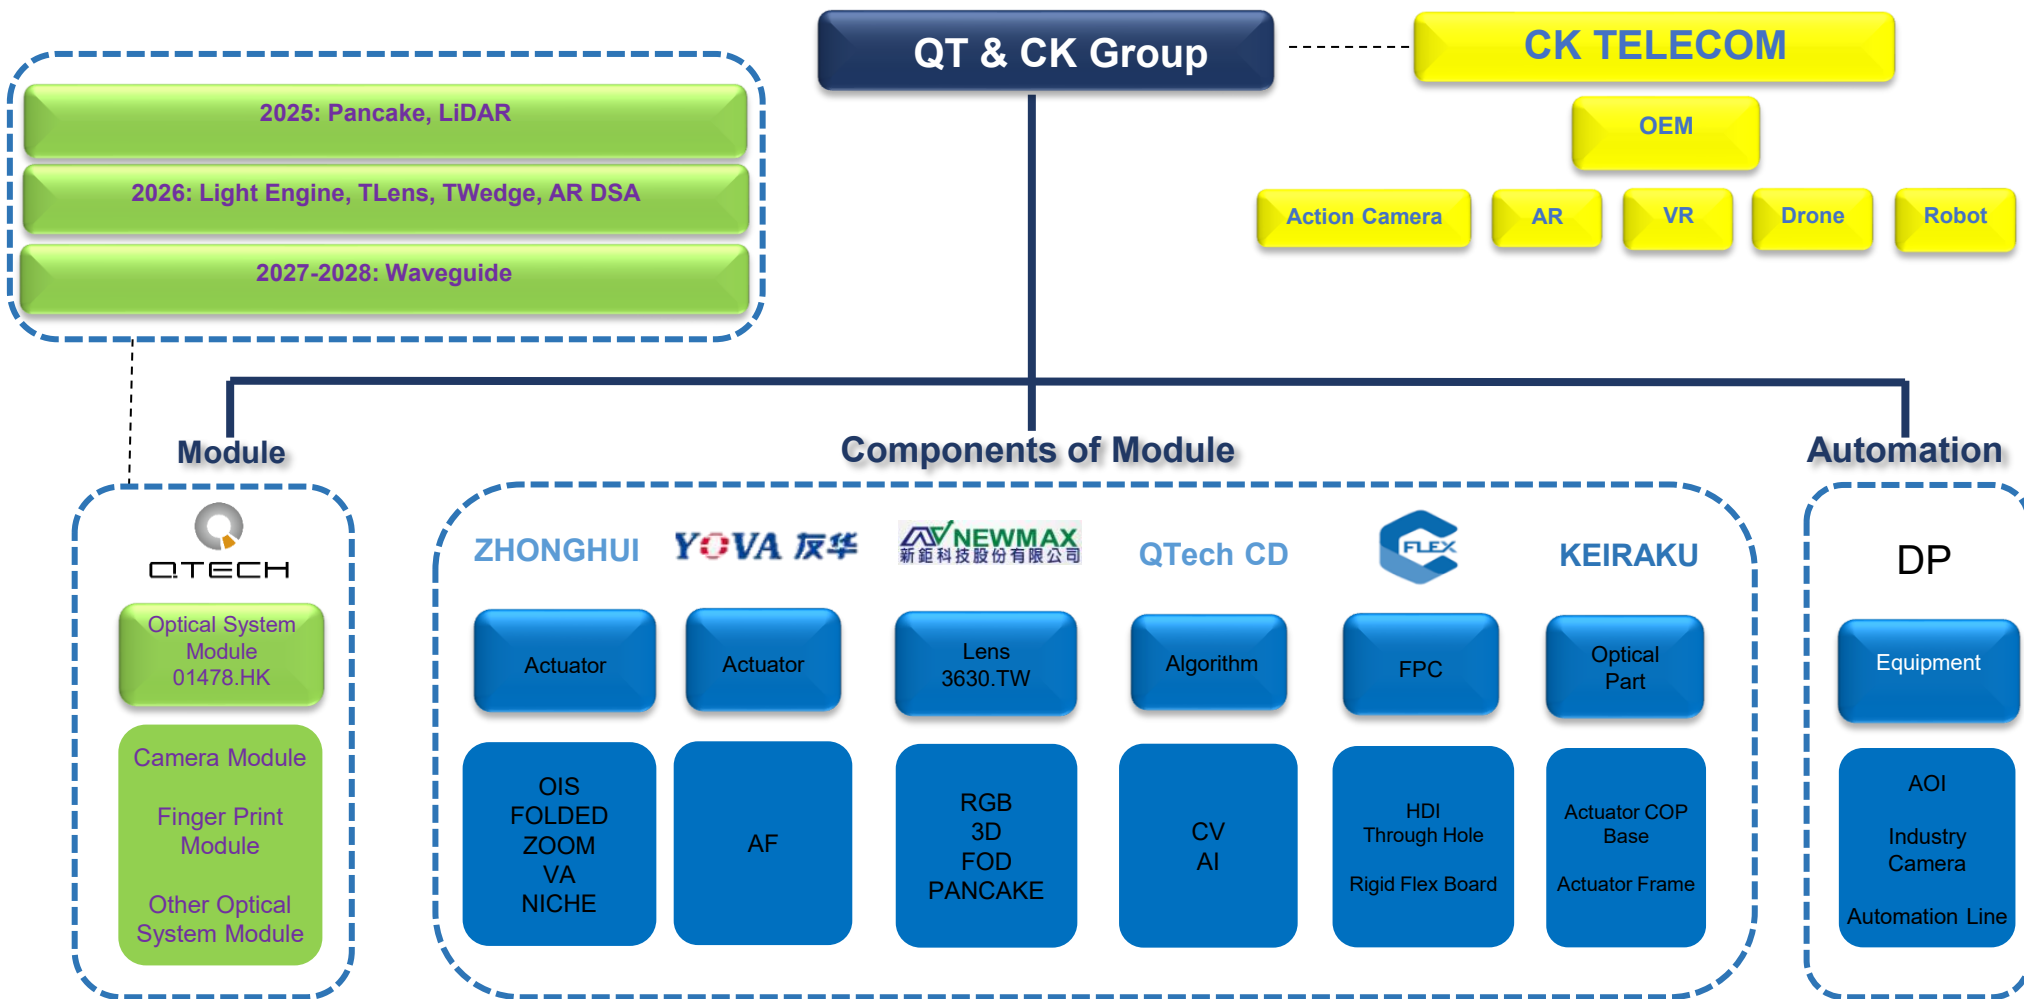 QT & CK Group
CK TELECOM
OEM
Action Camera
AR
VR
Drone
Robot
2025: Pancake, LiDAR
2026: Light Engine, TLens, TWedge, AR DSA
2027-2028: Waveguide
Module
Components of Module
Automation
QTECH
Optical System
Module
01478.HK
Camera Module
Finger Print
Module
Other Optical
System Module
ZHONGHUI
Actuator
OIS
FOLDED
ZOOM
VA
NICHE
YOVA 友华
Actuator
AF
NEWMAX
新鉅科技股份有限公司
Lens
3630.TW
RGB
3D
FOD
PANCAKE
QTech CD
Algorithm
CV
AI
FLEX
FPC
HDI
Through Hole
Rigid Flex Board
KEIRAKU
Optical
Part
Actuator COP
Base
Actuator Frame
DP
Equipment
AOI
Industry
Camera
Automation Line